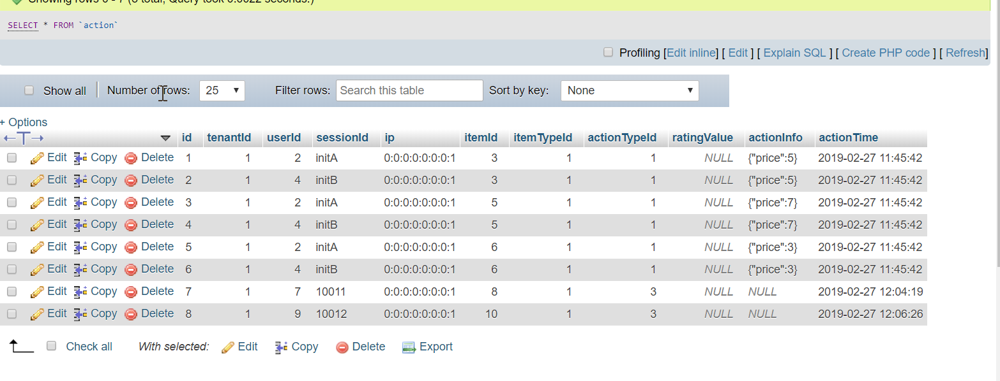 Showing rows 0 - 7 (8 total, Query took 0.0022 seconds.)
SELECT * FROM `action`
Profiling [Edit inline] [ Edit ] [ Explain SQL ] [ Create PHP code ] [ Refresh]
Show all Number of rows: 25 Filter rows: Search this table Sort by key: None
+ Options
id tenantId userId sessionId ip itemId itemTypeId actionTypeId ratingValue actionInfo actionTime
Edit Copy Delete 1 1 2 initA 0:0:0:0:0:0:0:1 3 1 1 NULL {"price":5} 2019-02-27 11:45:42
Edit Copy Delete 2 1 4 initB 0:0:0:0:0:0:0:1 3 1 1 NULL {"price":5} 2019-02-27 11:45:42
Edit Copy Delete 3 1 2 initA 0:0:0:0:0:0:0:1 5 1 1 NULL {"price":7} 2019-02-27 11:45:42
Edit Copy Delete 4 1 4 initB 0:0:0:0:0:0:0:1 5 1 1 NULL {"price":7} 2019-02-27 11:45:42
Edit Copy Delete 5 1 2 initA 0:0:0:0:0:0:0:1 6 1 1 NULL {"price":3} 2019-02-27 11:45:42
Edit Copy Delete 6 1 4 initB 0:0:0:0:0:0:0:1 6 1 1 NULL {"price":3} 2019-02-27 11:45:42
Edit Copy Delete 7 1 7 10011 0:0:0:0:0:0:0:1 8 1 3 NULL NULL 2019-02-27 12:04:19
Edit Copy Delete 8 1 9 10012 0:0:0:0:0:0:0:1 10 1 3 NULL NULL 2019-02-27 12:06:26
Check all With selected: Edit Copy Delete Export